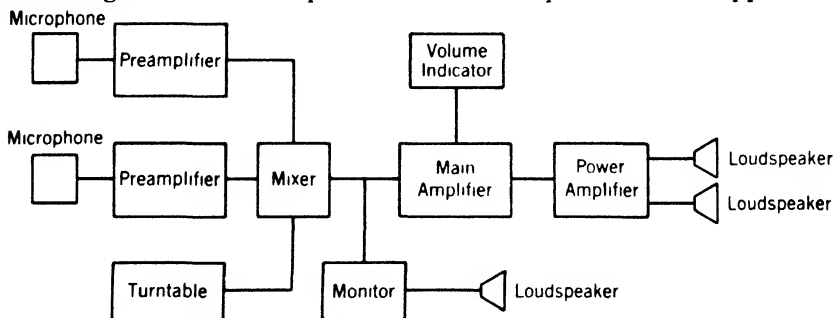 Microphone
Preamplifier
Volume
Indicator
Microphone
Preamplifier
Mixer
Main
Amplifier
Power
Amplifier
Loudspeaker
Loudspeaker
Turntable
Monitor
Loudspeaker